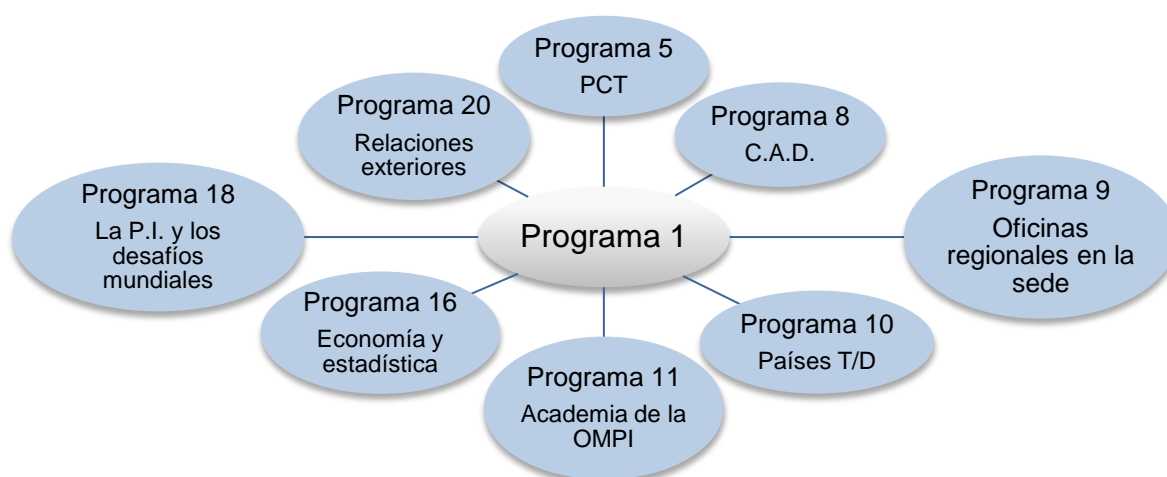 Programa 5
PCT
Programa 20
Relaciones
exteriores
Programa 8
C.A.D.
Programa 18
La P.I. y los
desafíos
mundiales
Programa 1
Programa 9
Oficinas
regionales en la
sede
Programa 16
Economía y
estadística
Programa 10
Países T/D
Programa 11
Academia de la
OMPI